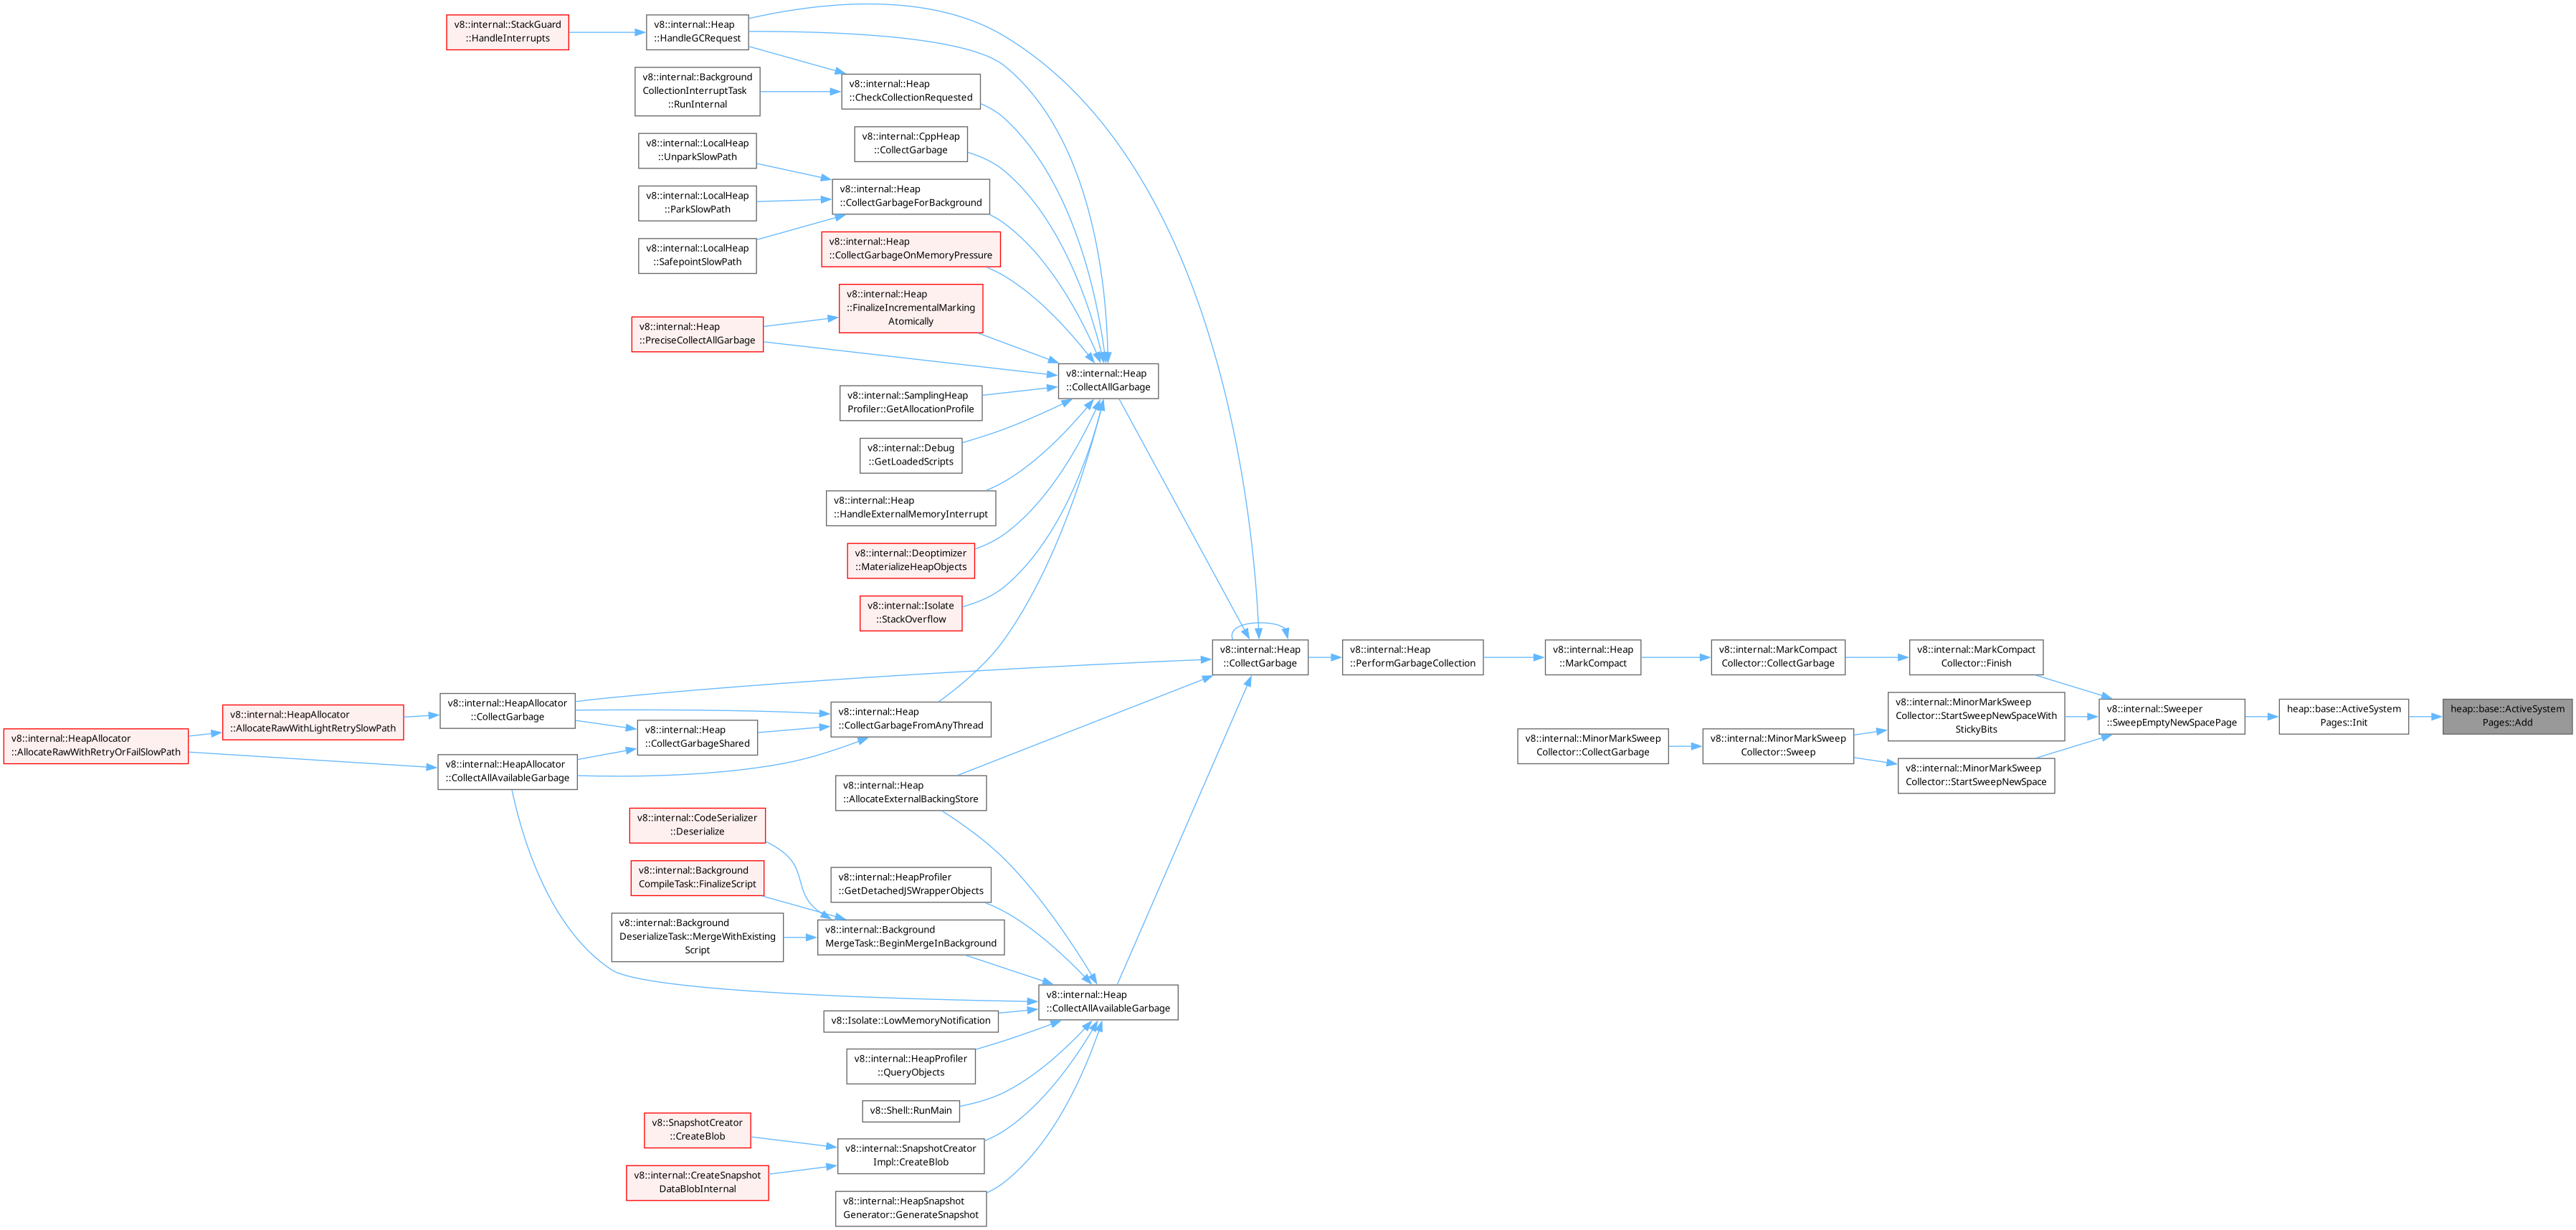 v8::internal::StackGuard
::HandleInterrupts
v8::internal::Heap
::HandleGCRequest
v8::internal::Background
CollectionInterruptTask
::RunInternal
v8::internal::Heap
::CheckCollectionRequested
v8::internal::CppHeap
::CollectGarbage
v8::internal::LocalHeap
::UnparkSlowPath
v8::internal::LocalHeap
::ParkSlowPath
v8::internal::Heap
::CollectGarbageForBackground
v8::internal::LocalHeap
::SafepointSlowPath
v8::internal::Heap
::CollectGarbageOnMemoryPressure
v8::internal::Heap
::FinalizeIncrementalMarking
Atomically
v8::internal::Heap
::PreciseCollectAllGarbage
v8::internal::Heap
::CollectAllGarbage
v8::internal::SamplingHeap
Profiler::GetAllocationProfile
v8::internal::Debug
::GetLoadedScripts
v8::internal::Heap
::HandleExternalMemoryInterrupt
v8::internal::Deoptimizer
::MaterializeHeapObjects
v8::internal::Isolate
::StackOverflow
v8::internal::Heap
::CollectGarbage
v8::internal::Heap
::PerformGarbageCollection
v8::internal::Heap
::MarkCompact
v8::internal::MarkCompact
Collector::CollectGarbage
v8::internal::MarkCompact
Collector::Finish
v8::internal::HeapAllocator
::AllocateRawWithRetryOrFailSlowPath
v8::internal::HeapAllocator
::AllocateRawWithLightRetrySlowPath
v8::internal::HeapAllocator
::CollectGarbage
v8::internal::Heap
::CollectGarbageShared
v8::internal::Heap
::CollectGarbageFromAnyThread
v8::internal::HeapAllocator
::CollectAllAvailableGarbage
v8::internal::MinorMarkSweep
Collector::CollectGarbage
v8::internal::MinorMarkSweep
Collector::Sweep
v8::internal::MinorMarkSweep
Collector::StartSweepNewSpaceWith
StickyBits
v8::internal::MinorMarkSweep
Collector::StartSweepNewSpace
v8::internal::Sweeper
::SweepEmptyNewSpacePage
heap::base::ActiveSystem
Pages::Init
heap::base::ActiveSystem
Pages::Add
v8::internal::Heap
::AllocateExternalBackingStore
v8::internal::CodeSerializer
::Deserialize
v8::internal::Background
CompileTask::FinalizeScript
v8::internal::HeapProfiler
::GetDetachedJSWrapperObjects
v8::internal::Background
DeserializeTask::MergeWithExisting
Script
v8::internal::Background
MergeTask::BeginMergeInBackground
v8::internal::Heap
::CollectAllAvailableGarbage
v8::Isolate::LowMemoryNotification
v8::internal::HeapProfiler
::QueryObjects
v8::Shell::RunMain
v8::SnapshotCreator
::CreateBlob
v8::internal::SnapshotCreator
Impl::CreateBlob
v8::internal::CreateSnapshot
DataBlobInternal
v8::internal::HeapSnapshot
Generator::GenerateSnapshot